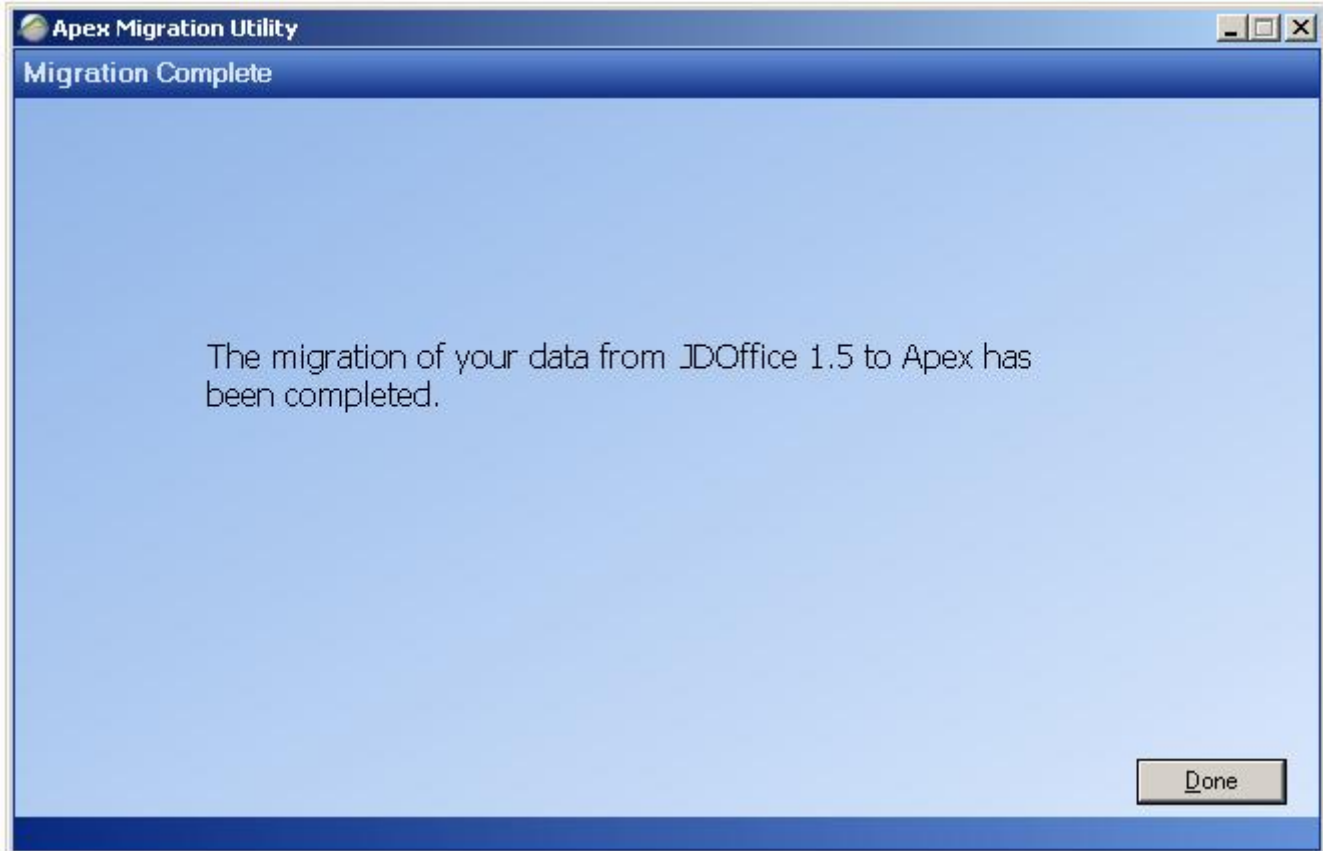 Apex Migration Utility
Migration Complete
The migration of your data from JDOffice 1.5 to Apex has
been completed.
Done